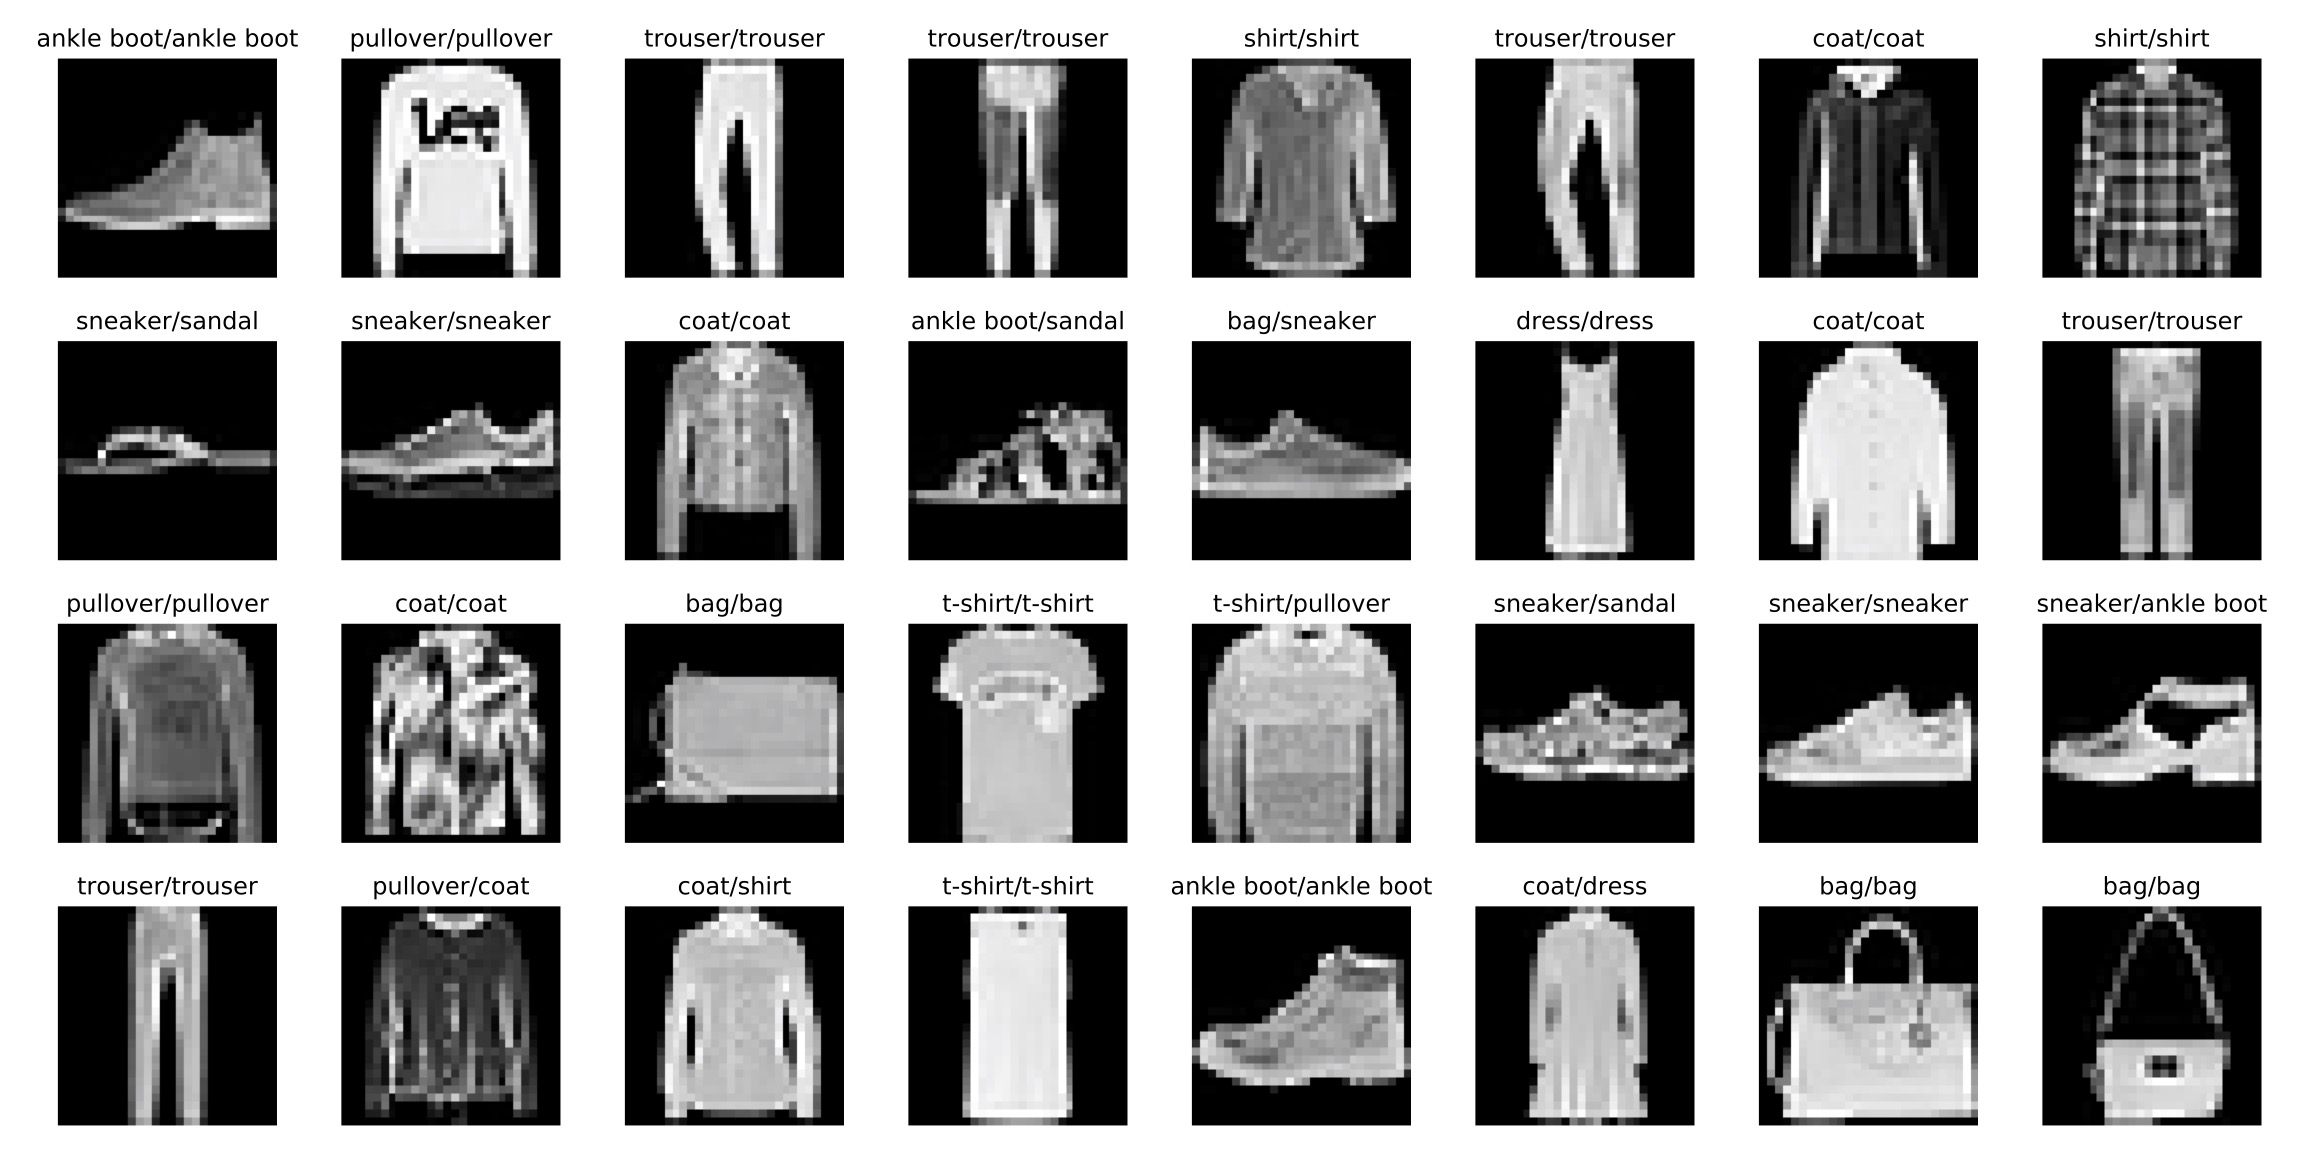 ankle boot/ankle boot
pullover/pullover
trouser/trouser
trouser/trouser
shirt/shirt
trouser/trouser
coat/coat
shirt/shirt
Lee
sneaker/sandal
sneaker/sneaker
coat/coat
ankle boot/sandal
bag/sneaker
dress/dress
coat/coat
trouser/trouser
pullover/pullover
coat/coat
bag/bag
t-shirt/t-shirt
t-shirt/pullover
sneaker/sandal
sneaker/sneaker
sneaker/ankle boot
trouser/trouser
pullover/coat
coat/shirt
t-shirt/t-shirt
ankle boot/ankle boot
coat/dress
bag/bag
bag/bag